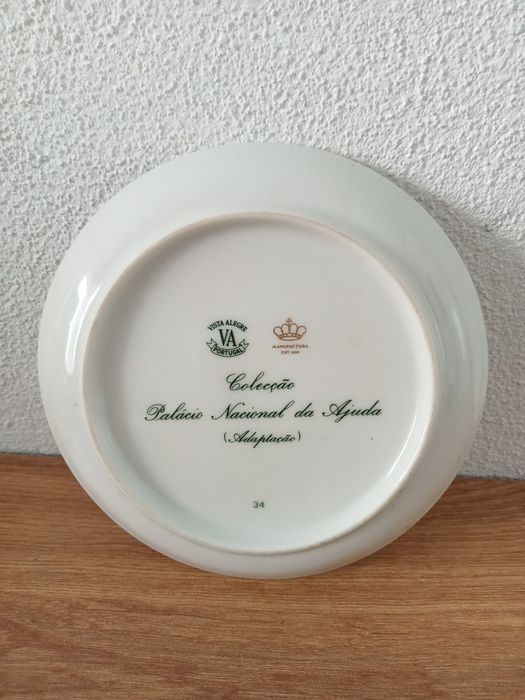 VISTA ALEGRE
VA
PORTUGAL
MANUFACTURA
EST. 1824
Colecção
Palácio Nacional da Ajuda
(Adaptação)
34